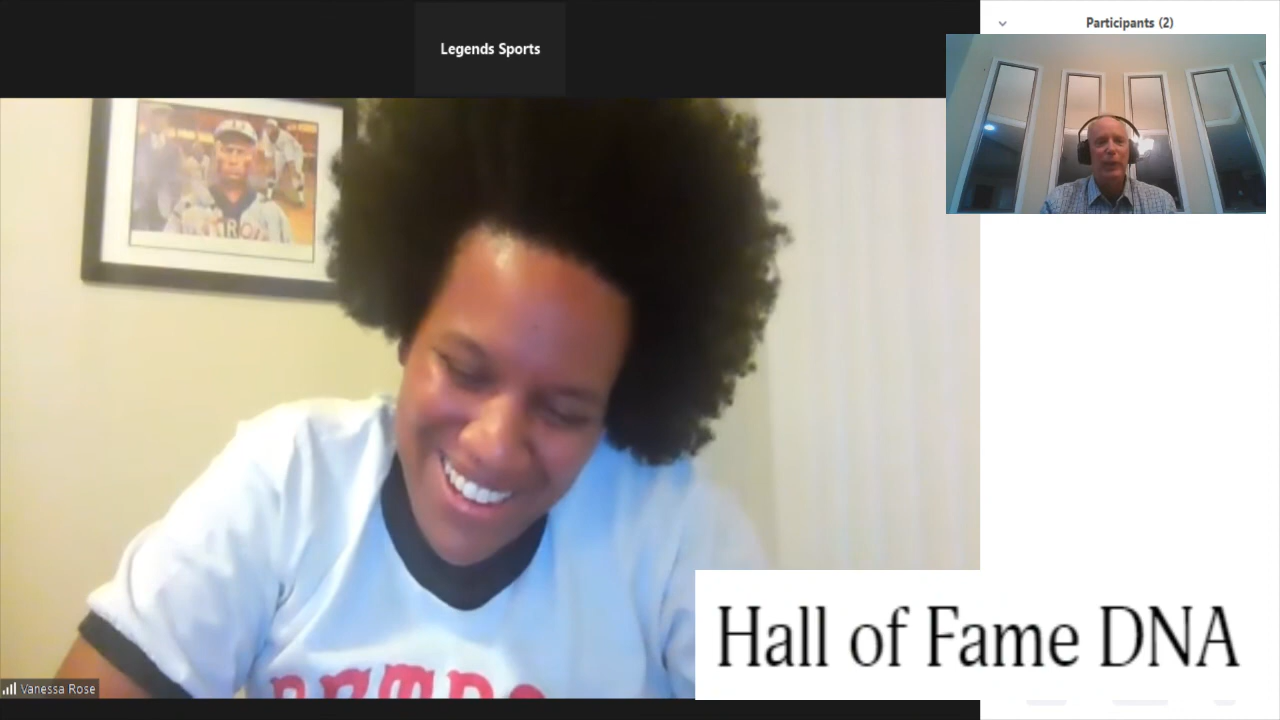 Legends Sports
Participants (2)
Vanessa Rose
Hall of Fame DNA